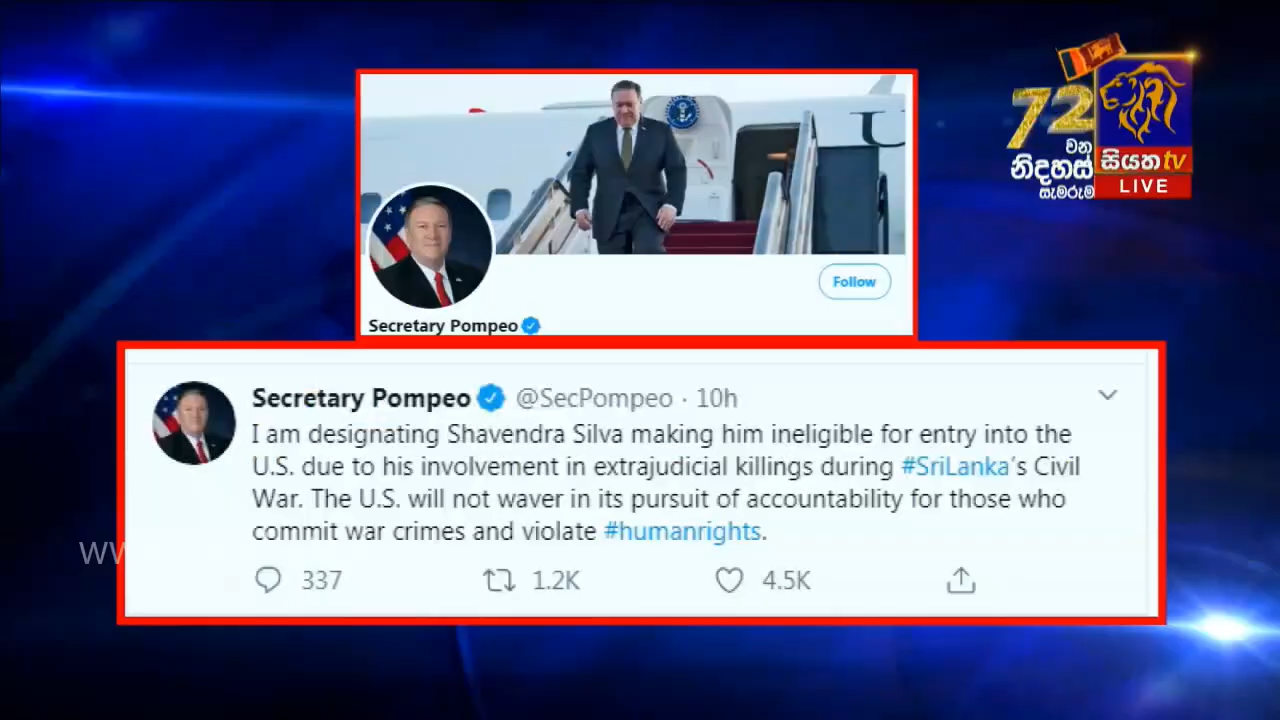 72
වන
නිදහස්
සැමරුම
සියත tv
LIVE
U
Follow
Secretary Pompeo
Secretary Pompeo @SecPompeo · 10h
I am designating Shavendra Silva making him ineligible for entry into the
U.S. due to his involvement in extrajudicial killings during #SriLanka's Civil
War. The U.S. will not waver in its pursuit of accountability for those who
commit war crimes and violate #humanrights.
337 1.2K 4.5K